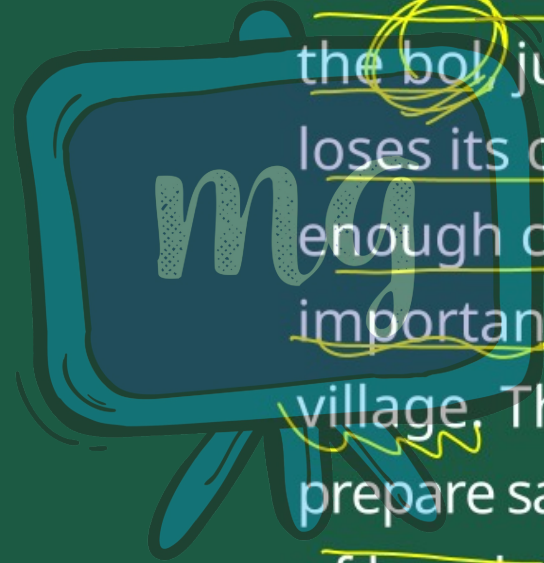 the bol, ju
loses its c
enough o
importan
village. Th
prepare sa
mg